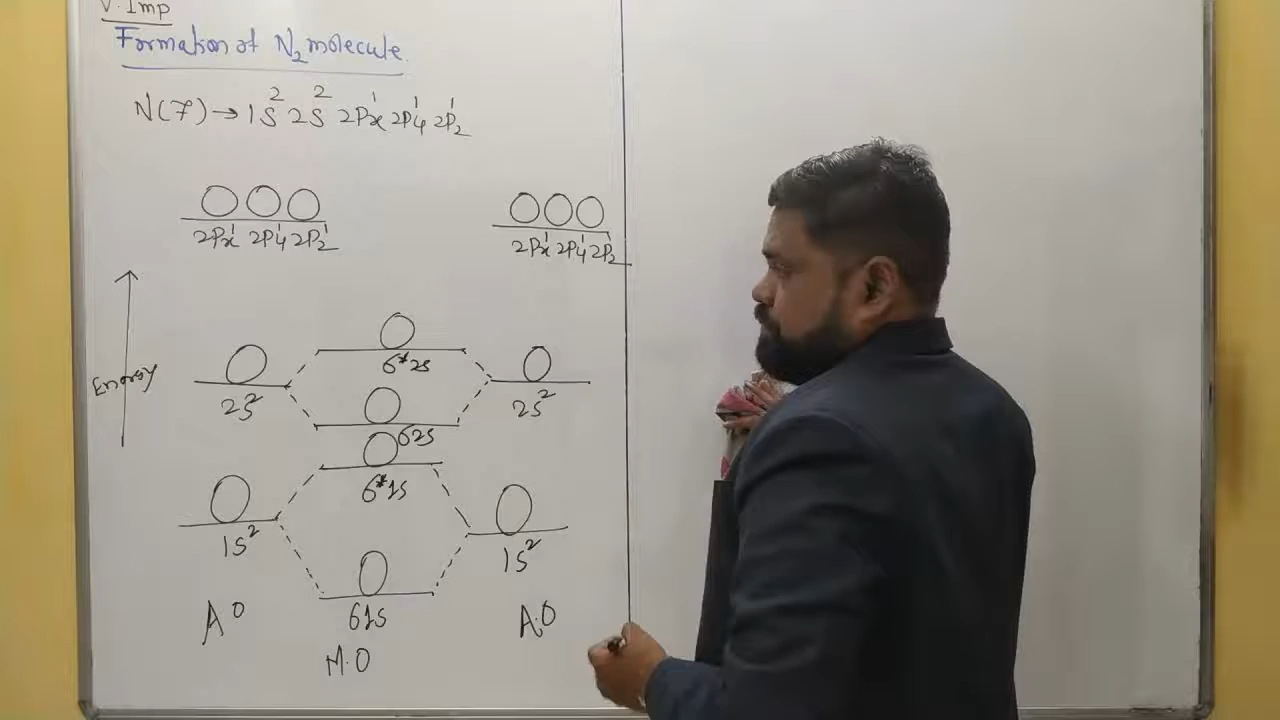 V. Imp
Formation of N₂ molecule.
N(7) → 1S² 2S² 2Px¹ 2Py¹ 2Pz¹
2Px¹ 2Py¹ 2Pz¹
2Px¹ 2Py¹ 2Pz¹
Energy
σ*2s
2S²
2S²
σ2s
σ*1s
1S²
1S²
σ1s
A O
A.O
M.O